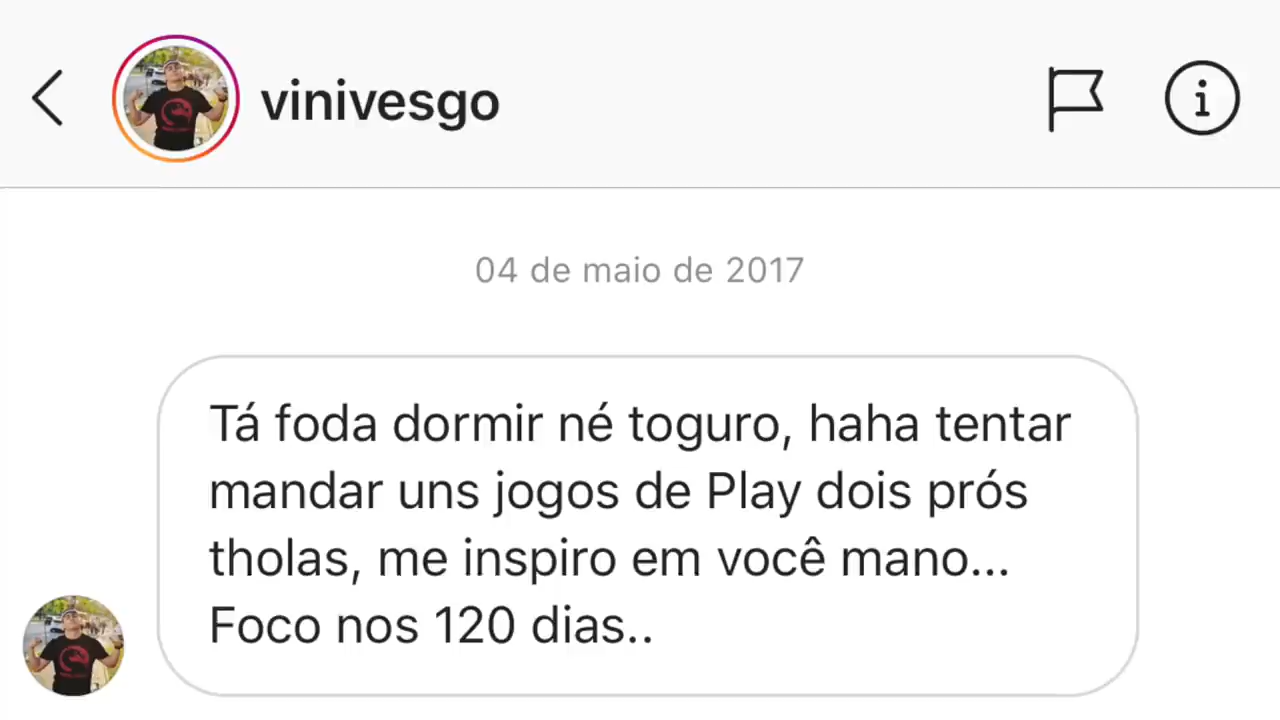 vinivesgo
04 de maio de 2017
Tá foda dormir né toguro, haha tentar
mandar uns jogos de Play dois prós
tholas, me inspiro em você mano...
Foco nos 120 dias..